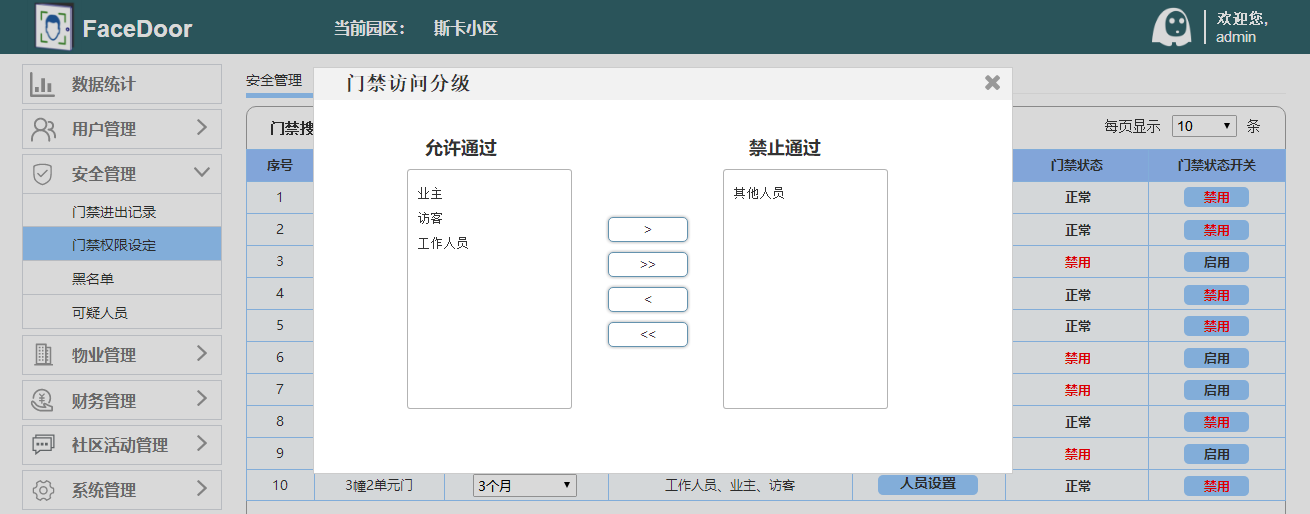 FaceDoor
当前园区: 斯卡小区
欢迎您,
admin
数据统计
用户管理
安全管理
门禁进出记录
门禁权限设定
黑名单
可疑人员
物业管理
财务管理
社区活动管理
系统管理
安全管理
门禁访问分级
门禁搜
每页显示 10 条
允许通过
禁止通过
业主
访客
工作人员
>
>>
<
<<
其他人员
序号 门禁状态 门禁状态开关
1 正常 禁用
2 正常 禁用
3 禁用 启用
4 正常 禁用
5 正常 禁用
6 禁用 启用
7 禁用 启用
8 正常 禁用
9 禁用 启用
10 3幢2单元门 3个月 工作人员、业主、访客 人员设置 正常 禁用